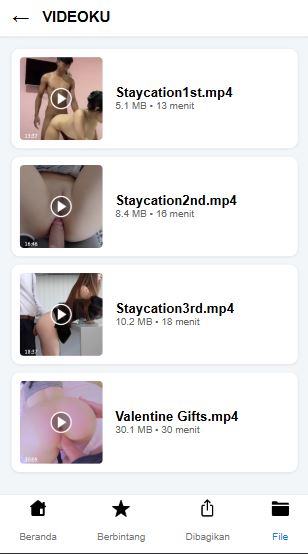 ← VIDEOKU
Staycation1st.mp4
5.1 MB • 13 menit
13:37
Staycation2nd.mp4
8.4 MB • 16 menit
16:46
Staycation3rd.mp4
10.2 MB • 18 menit
18:37
Valentine Gifts.mp4
30.1 MB • 30 menit
Beranda
Berbintang
Dibagikan
File